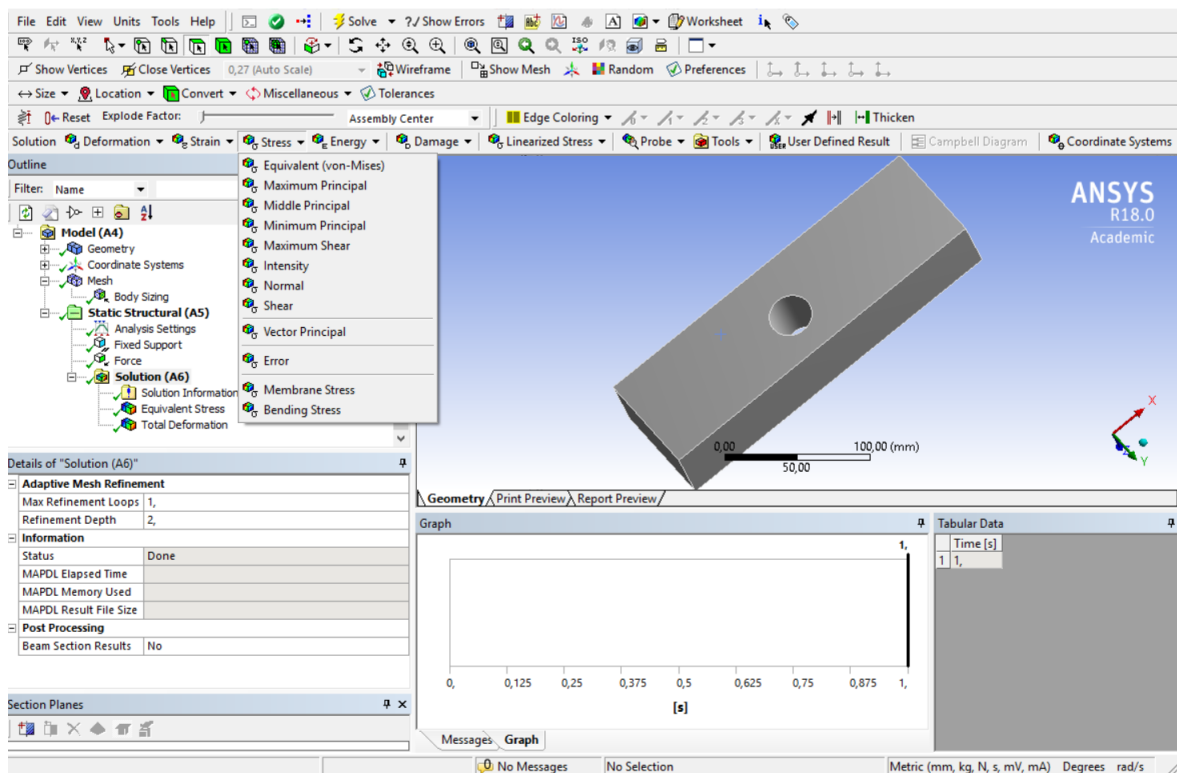 File Edit View Units Tools Help Solve ?/ Show Errors A Worksheet i
x,y,z ISO
Show Vertices Close Vertices 0,27 (Auto Scale) Wireframe Show Mesh Random Preferences
Size Location Convert Miscellaneous Tolerances
Reset Explode Factor: Assembly Center Edge Coloring Thicken
Solution Deformation Strain Stress Energy Damage Linearized Stress Probe Tools User Defined Result Campbell Diagram Coordinate Systems
Outline
Filter: Name
Model (A4)
Geometry
Coordinate Systems
Mesh
Body Sizing
Static Structural (A5)
Analysis Settings
Fixed Support
Force
Solution (A6)
Solution Information
Equivalent Stress
Total Deformation
Equivalent (von-Mises)
Maximum Principal
Middle Principal
Minimum Principal
Maximum Shear
Intensity
Normal
Shear
Vector Principal
Error
Membrane Stress
Bending Stress
ANSYS
R18.0
Academic
0,00 100,00 (mm)
50,00
X
Y
Z
Geometry Print Preview Report Preview
Details of "Solution (A6)"
Adaptive Mesh Refinement
Max Refinement Loops 1,
Refinement Depth 2,
Information
Status Done
MAPDL Elapsed Time
MAPDL Memory Used
MAPDL Result File Size
Post Processing
Beam Section Results No
Section Planes
Graph
1,
0, 0,125 0,25 0,375 0,5 0,625 0,75 0,875 1,
[s]
Messages Graph
Tabular Data
Time [s]
1 1,
0 No Messages No Selection Metric (mm, kg, N, s, mV, mA) Degrees rad/s